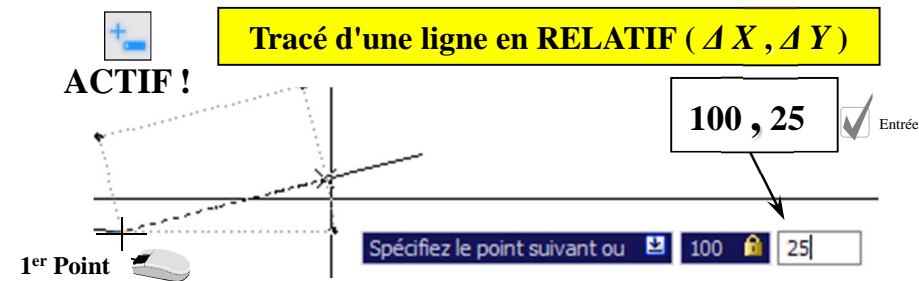 Tracé d'une ligne en RELATIF ( Δ X , Δ Y )
ACTIF !
100 , 25
Entrée
Spécifiez le point suivant ou 100 25
1er Point